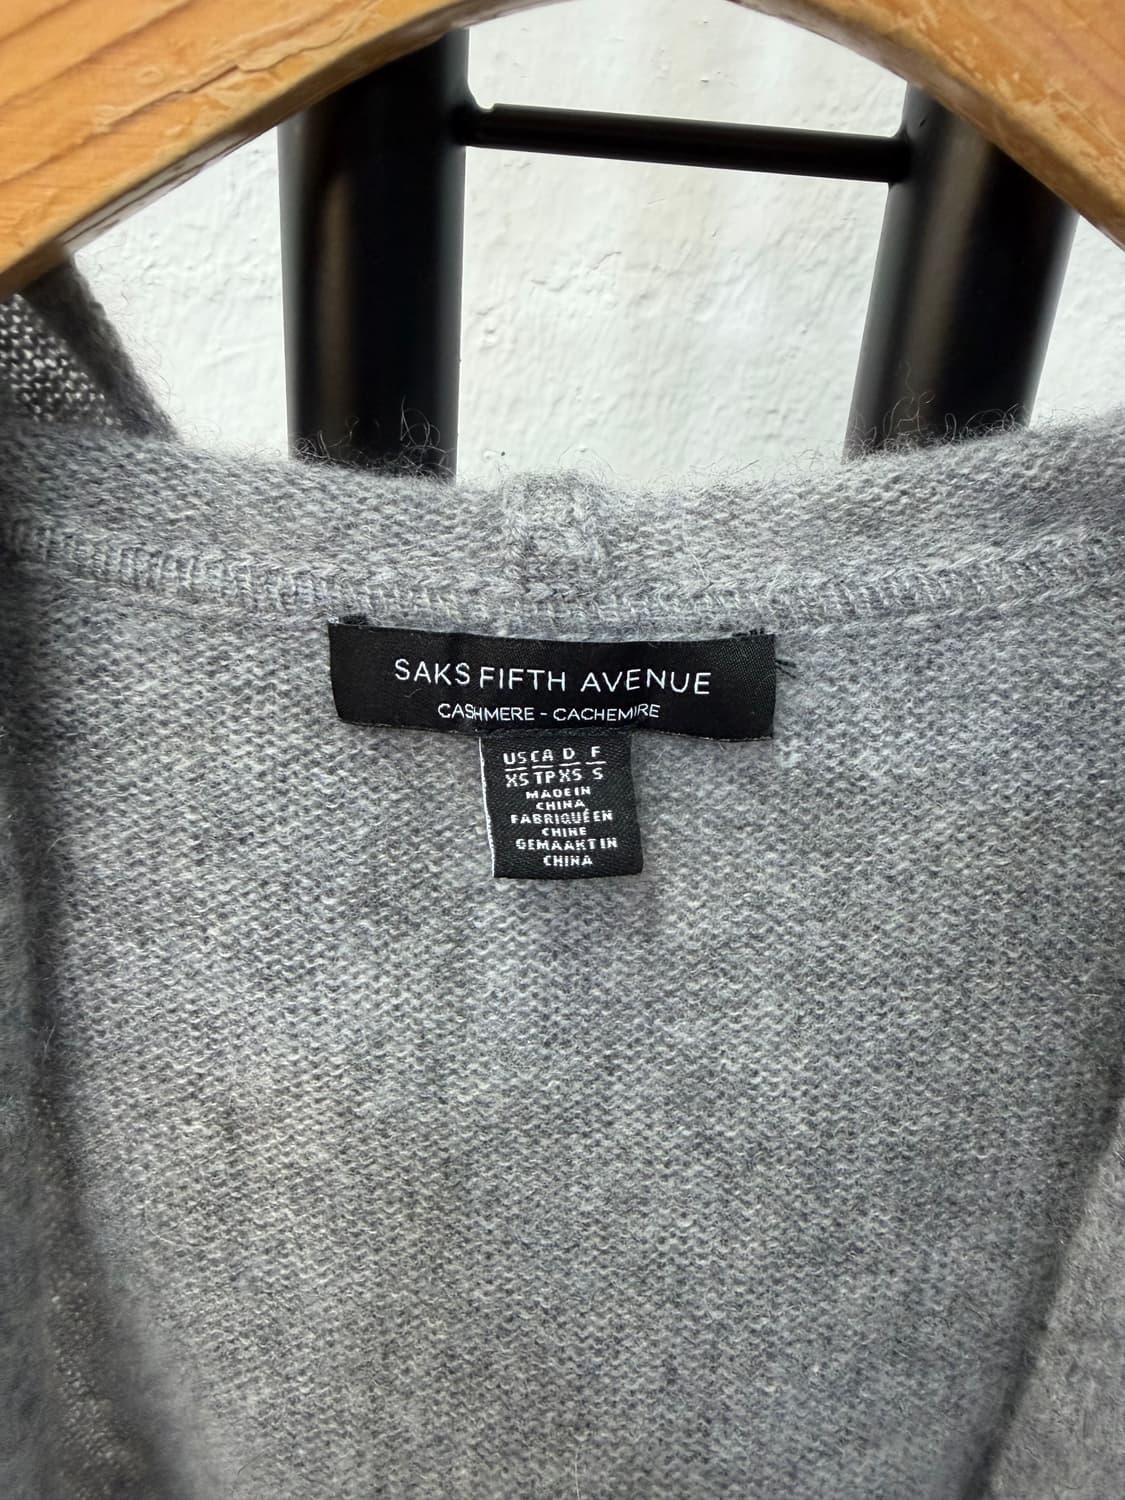 SAKS FIFTH AVENUE
CASHMERE - CACHEMIRE
US CA D F
XS TP XS S
MADE IN
CHINA
FABRIQUÉ EN
CHINE
GEMAAKT IN
CHINA